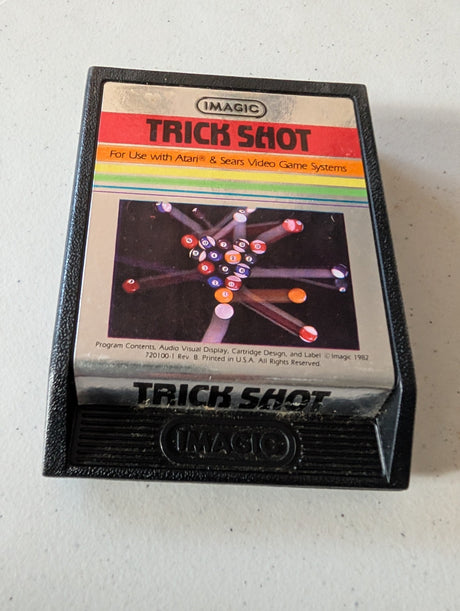 IMAGIC
TRICK SHOT
For Use with Atari® & Sears Video Game Systems
Program Contents, Audio Visual Display, Cartridge Design, and Label © Imagic 1982
720100-1 Rev. B. Printed in U.S.A. All Rights Reserved.
TRICK SHOT
IMAGIC